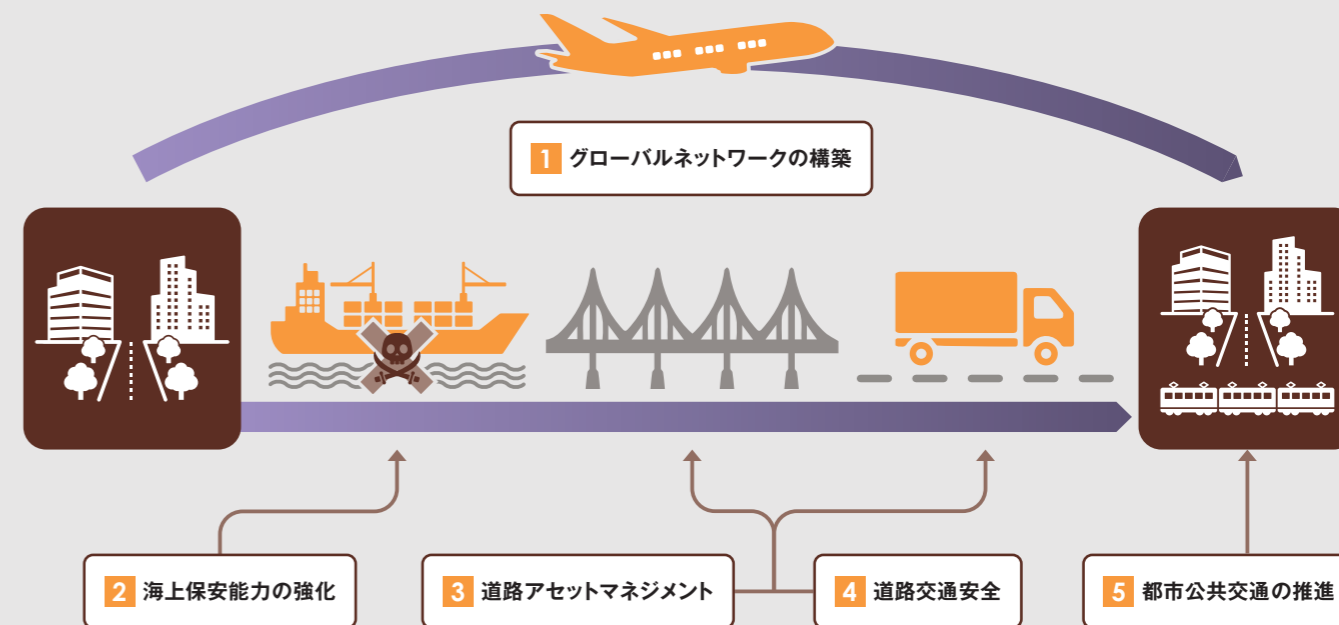 1 グローバルネットワークの構築
2 海上保安能力の強化
3 道路アセットマネジメント
4 道路交通安全
5 都市公共交通の推進